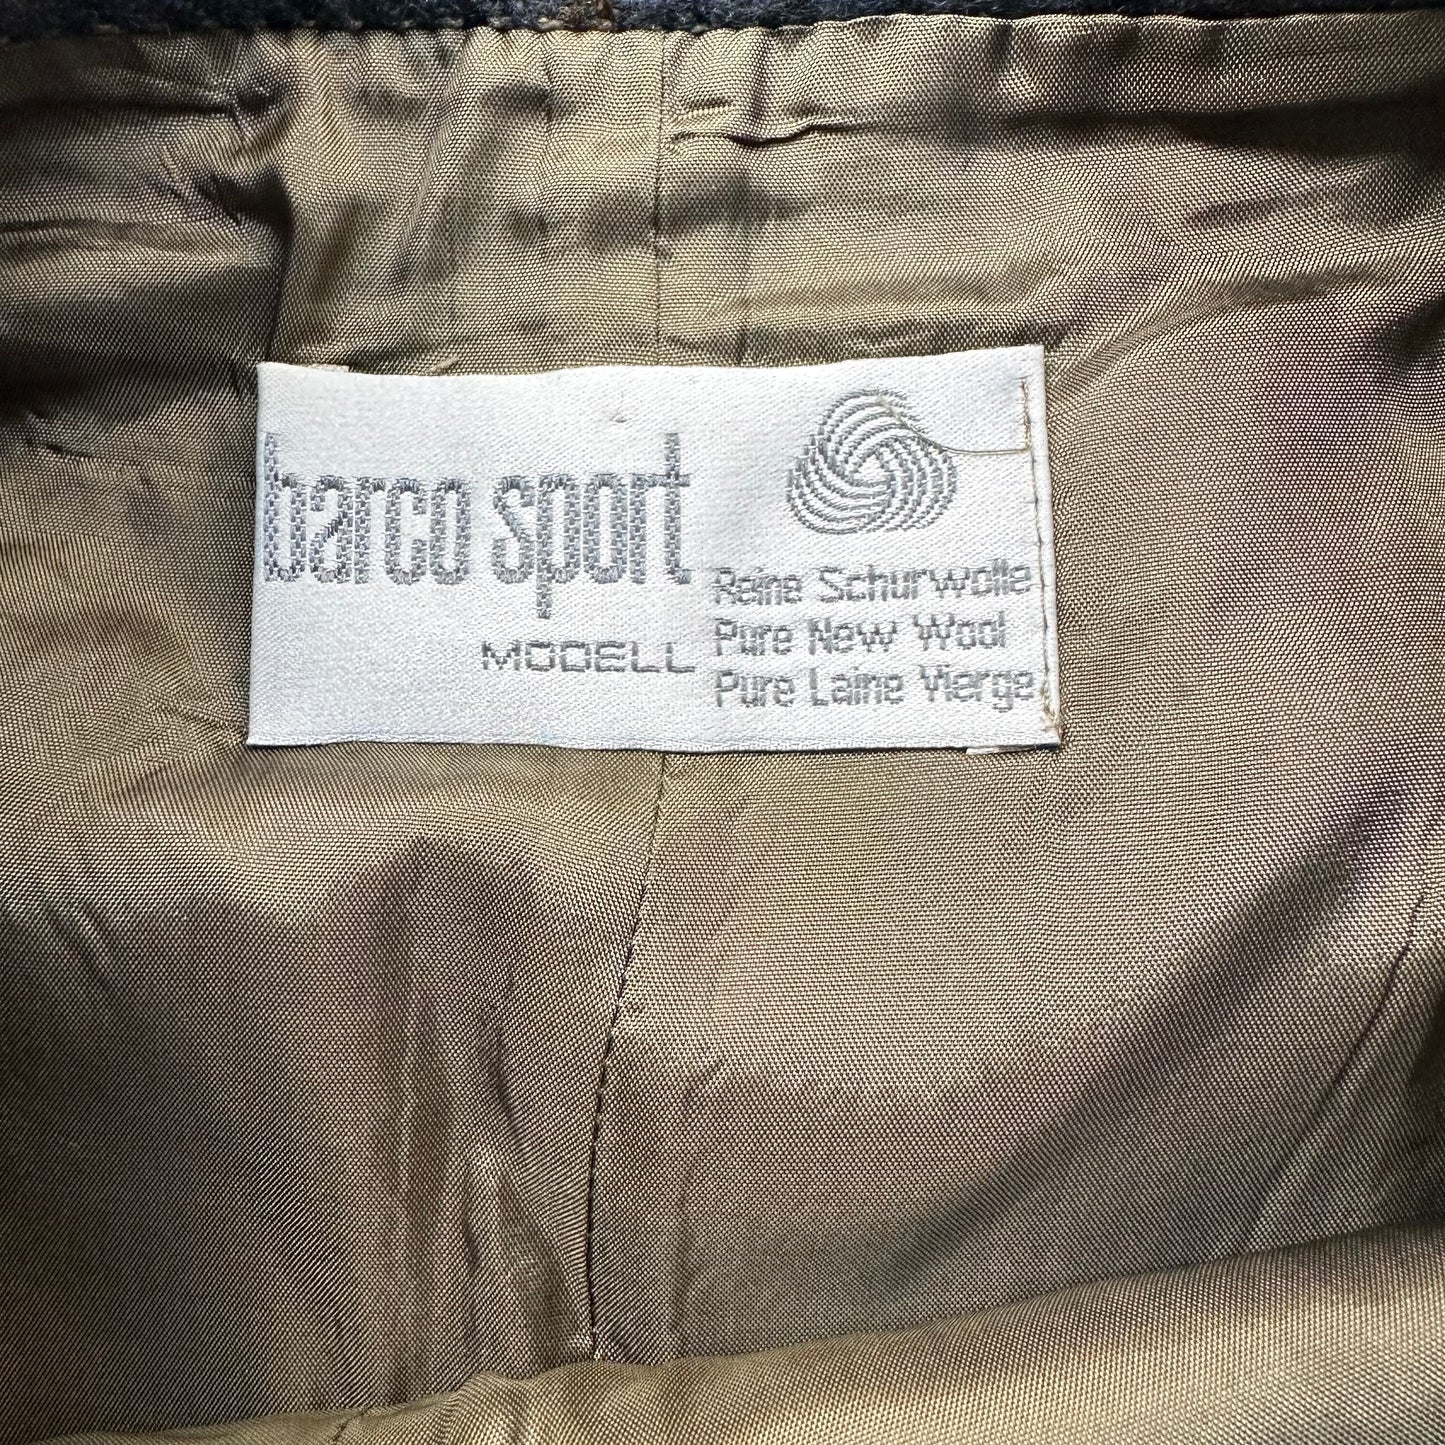 barco sport
MODELL
Reine Schurwolle
Pure New Wool
Pure Laine Vierge